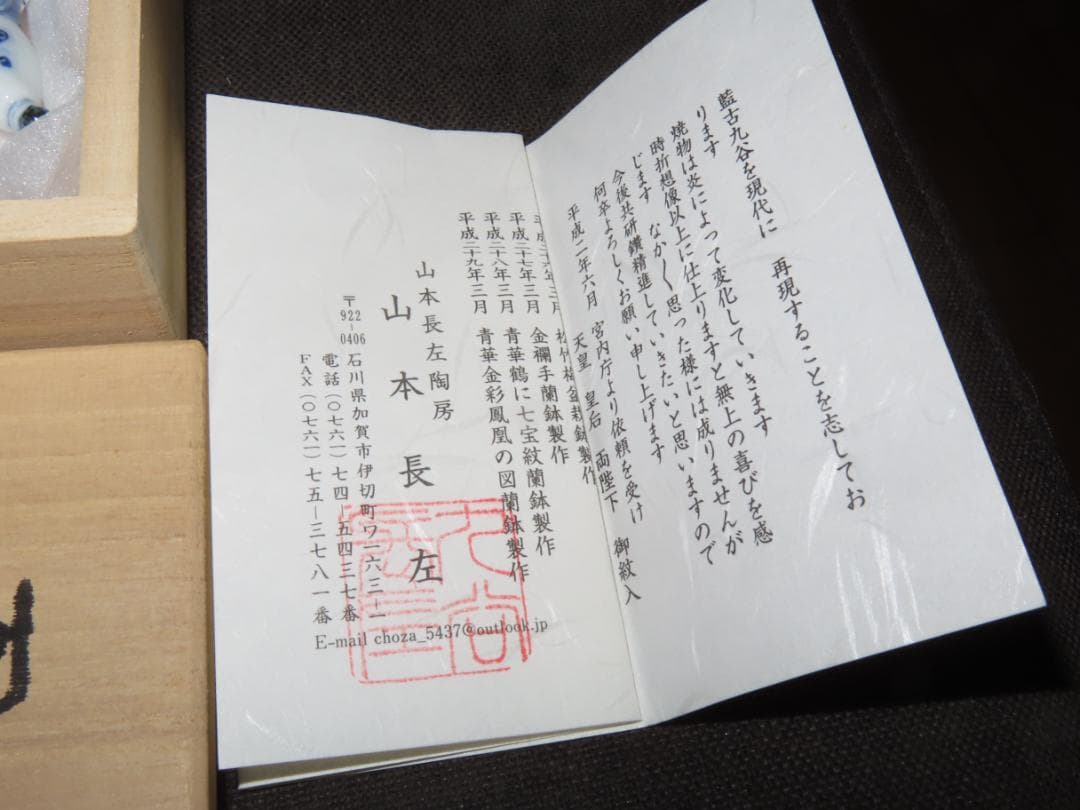 藍古九谷を現代に 再現することを志してお
ります
焼物は炎によって変化していきます
時折想像以上に仕上りますと無上の喜びを感
じます なか〱思った様には成りませんが
今後共研鑽精進していきたいと思いますので
何卒よろしくお願い申し上げます
平成二年六月 宮内庁より依頼を受け
天皇 皇后 両陛下 御紋入
松竹梅盆栽鉢製作
平成二十七年三月 金襴手蘭鉢製作
平成二十八年三月 青華鶴に七宝紋蘭鉢製作
平成二十九年三月 青華金彩鳳凰の図蘭鉢製作
山本長左陶房
山本長左
〒922-0406 石川県加賀市伊切町ワ一六三-一
電話(〇七六一)七四-五四三七番
FAX(〇七六一)七五-三七八一番
E-mail choza_5437@outlook.jp